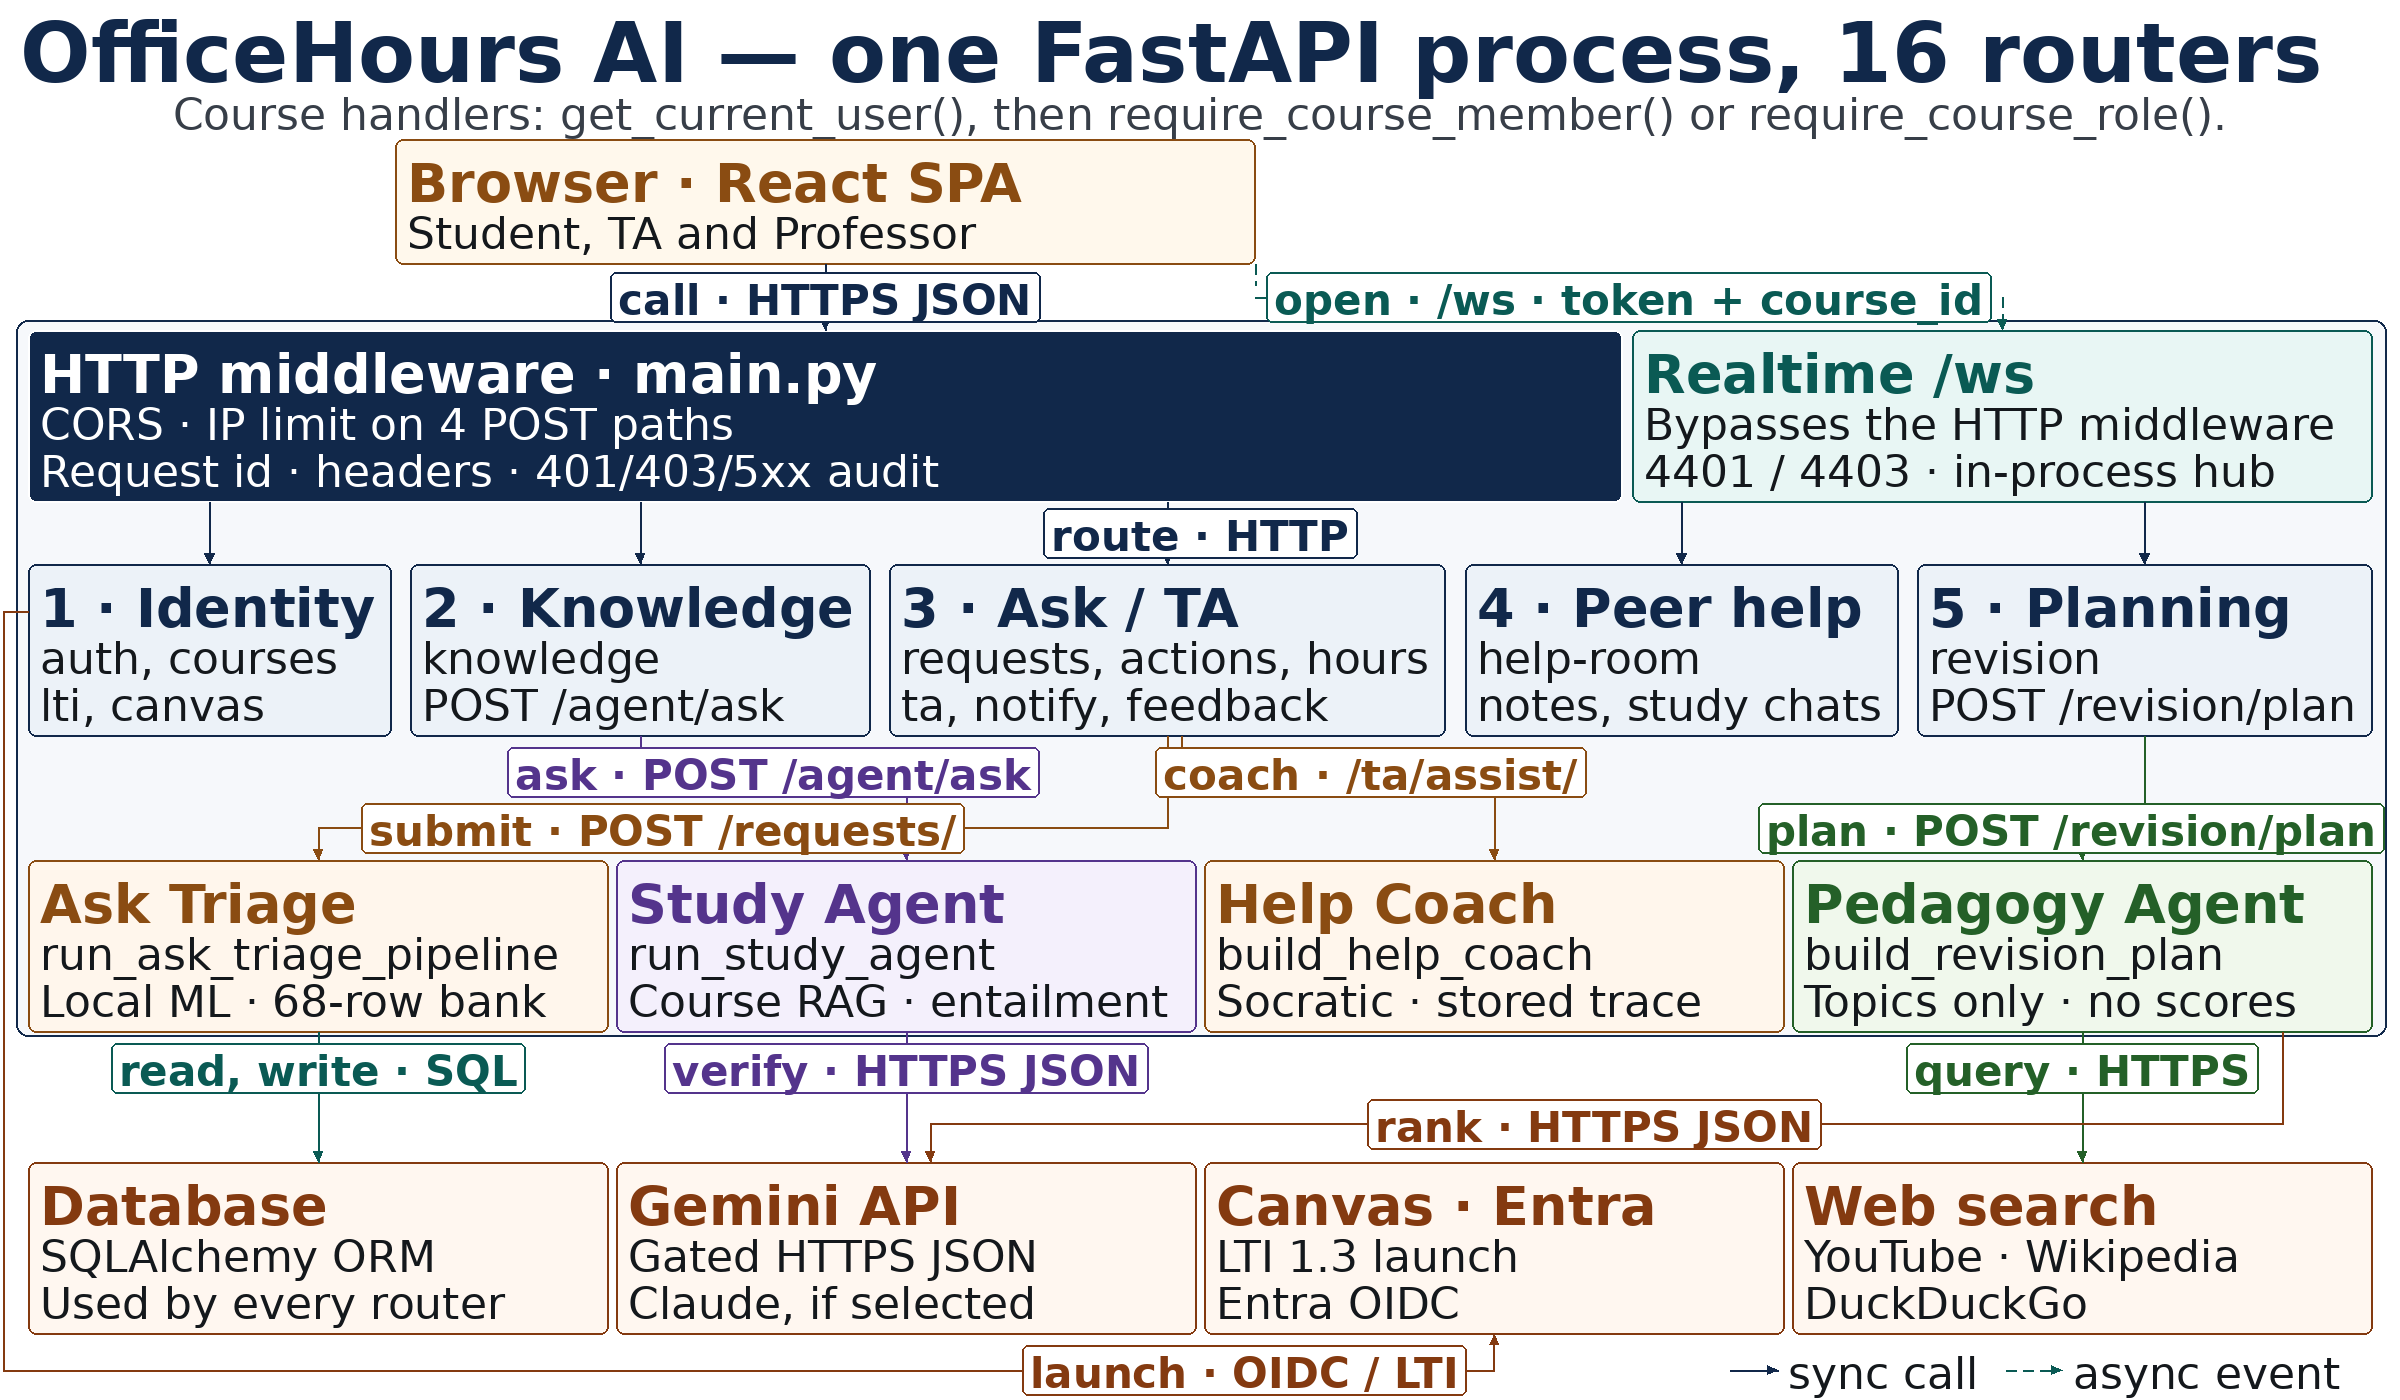 OfficeHours AI — one FastAPI process, 16 routers
Course handlers: get_current_user(), then require_course_member() or require_course_role().
Browser · React SPA
Student, TA and Professor
call · HTTPS JSON
open · /ws · token + course_id
HTTP middleware · main.py
CORS · IP limit on 4 POST paths
Request id · headers · 401/403/5xx audit
Realtime /ws
Bypasses the HTTP middleware
4401 / 4403 · in-process hub
route · HTTP
1 · Identity
auth, courses
lti, canvas
2 · Knowledge
knowledge
POST /agent/ask
3 · Ask / TA
requests, actions, hours
ta, notify, feedback
4 · Peer help
help-room
notes, study chats
5 · Planning
revision
POST /revision/plan
ask · POST /agent/ask
coach · /ta/assist/
submit · POST /requests/
plan · POST /revision/plan
Ask Triage
run_ask_triage_pipeline
Local ML · 68-row bank
Study Agent
run_study_agent
Course RAG · entailment
Help Coach
build_help_coach
Socratic · stored trace
Pedagogy Agent
build_revision_plan
Topics only · no scores
read, write · SQL
verify · HTTPS JSON
query · HTTPS
rank · HTTPS JSON
Database
SQLAlchemy ORM
Used by every router
Gemini API
Gated HTTPS JSON
Claude, if selected
Canvas · Entra
LTI 1.3 launch
Entra OIDC
Web search
YouTube · Wikipedia
DuckDuckGo
launch · OIDC / LTI
sync call
async event